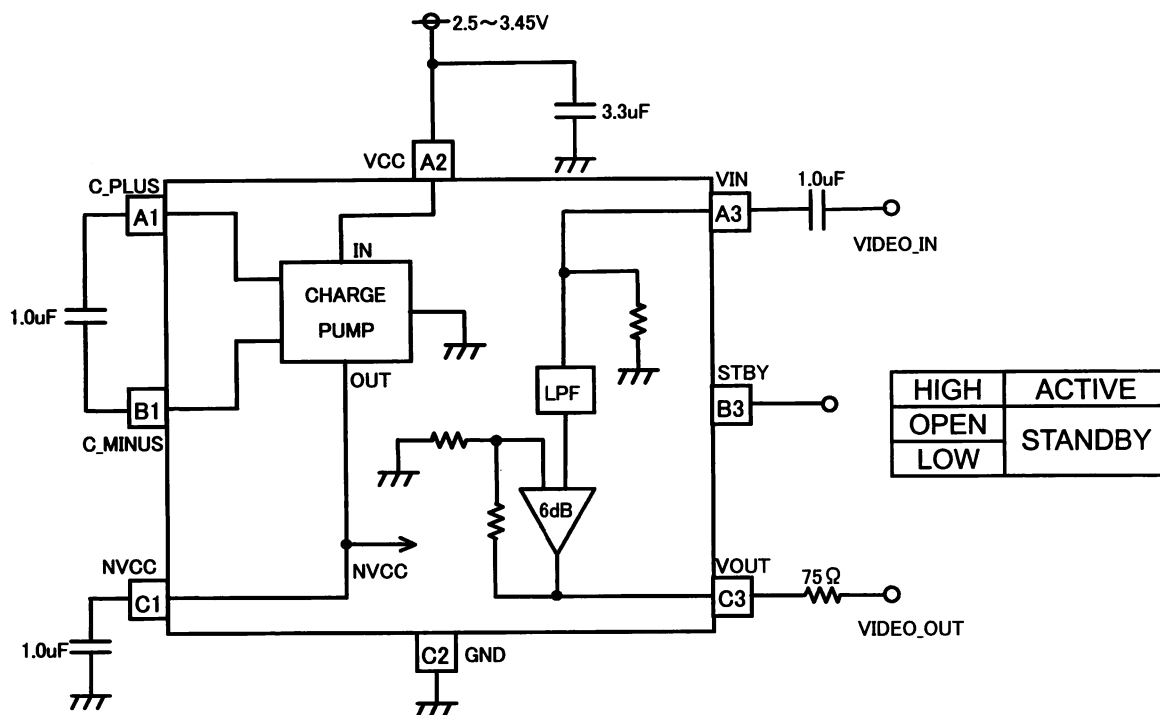 2.5～3.45V
3.3uF
VCC
A2
C_PLUS
A1
VIN
A3
1.0uF
VIDEO_IN
IN
CHARGE
PUMP
1.0uF
OUT
LPF
STBY
B3
HIGH ACTIVE
OPEN
STANDBY
LOW
B1
C_MINUS
6dB
NVCC
NVCC
C1
VOUT
C3
75Ω
VIDEO_OUT
1.0uF
C2
GND